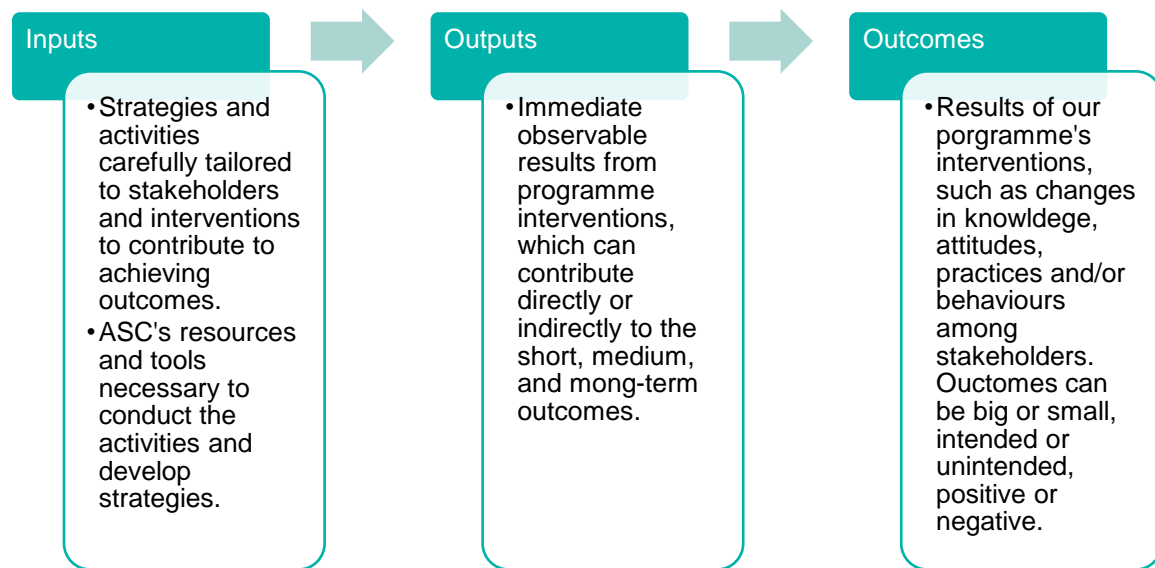 Inputs
•Strategies and
activities
carefully tailored
to stakeholders
and interventions
to contribute to
achieving
outcomes.
•ASC's resources
and tools
necessary to
conduct the
activities and
develop
strategies.
Outputs
•Immediate
observable
results from
programme
interventions,
which can
contribute
directly or
indirectly to the
short, medium,
and mong-term
outcomes.
Outcomes
•Results of our
porgramme's
interventions,
such as changes
in knowldege,
attitudes,
practices and/or
behaviours
among
stakeholders.
Ouctomes can
be big or small,
intended or
unintended,
positive or
negative.